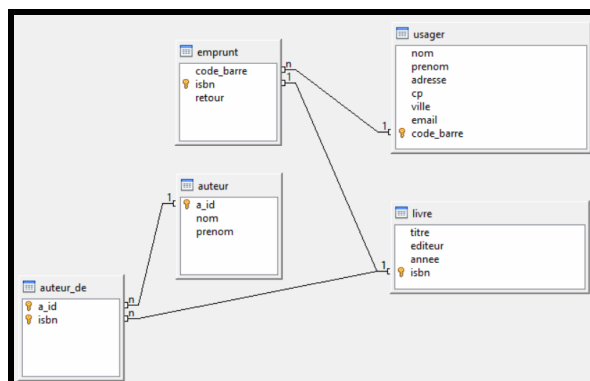 emprunt
code_barre
isbn
retour
n
1
usager
nom
prenom
adresse
cp
ville
email
code_barre
1
auteur
a_id
nom
prenom
1
livre
titre
editeur
annee
isbn
1
auteur_de
a_id
isbn
n
n